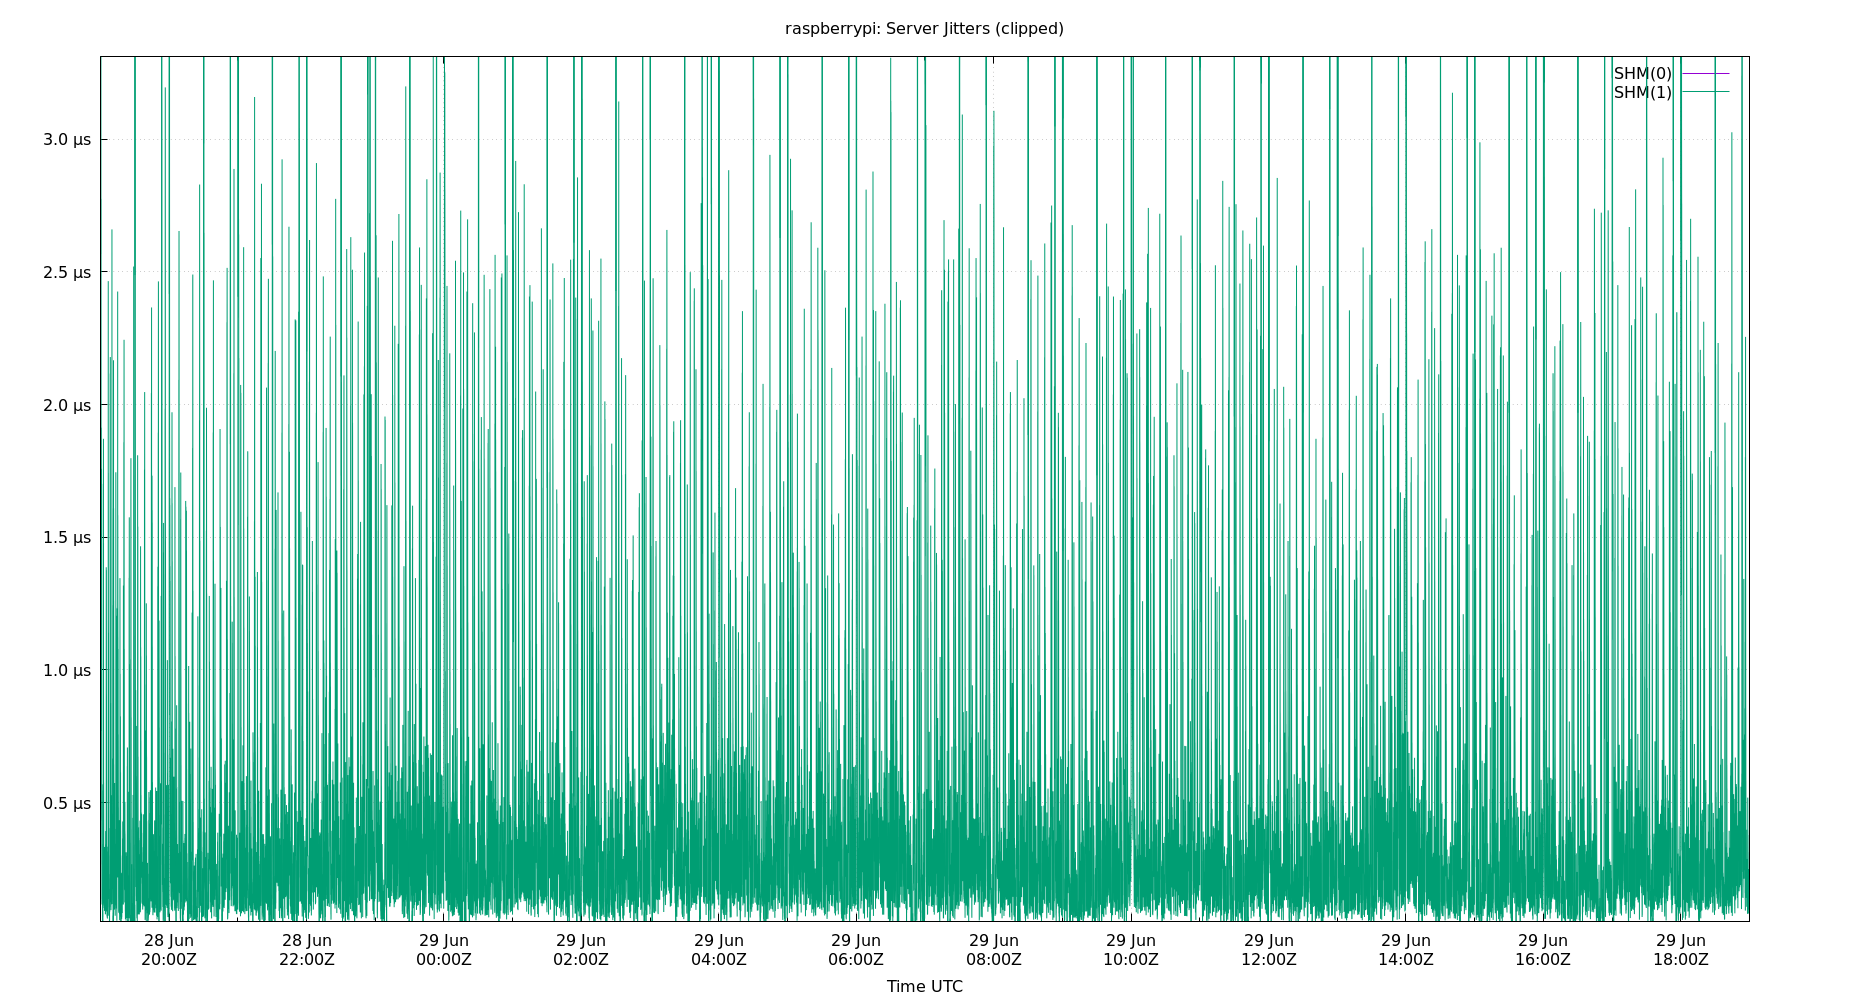 raspberrypi: Server Jitters (clipped)
SHM(0)
SHM(1)
3.0 μs
2.5 μs
2.0 μs
1.5 μs
1.0 μs
0.5 μs
28 Jun 28 Jun 29 Jun 29 Jun 29 Jun 29 Jun 29 Jun 29 Jun 29 Jun 29 Jun 29 Jun 29 Jun
20:00Z 22:00Z 00:00Z 02:00Z 04:00Z 06:00Z 08:00Z 10:00Z 12:00Z 14:00Z 16:00Z 18:00Z
Time UTC